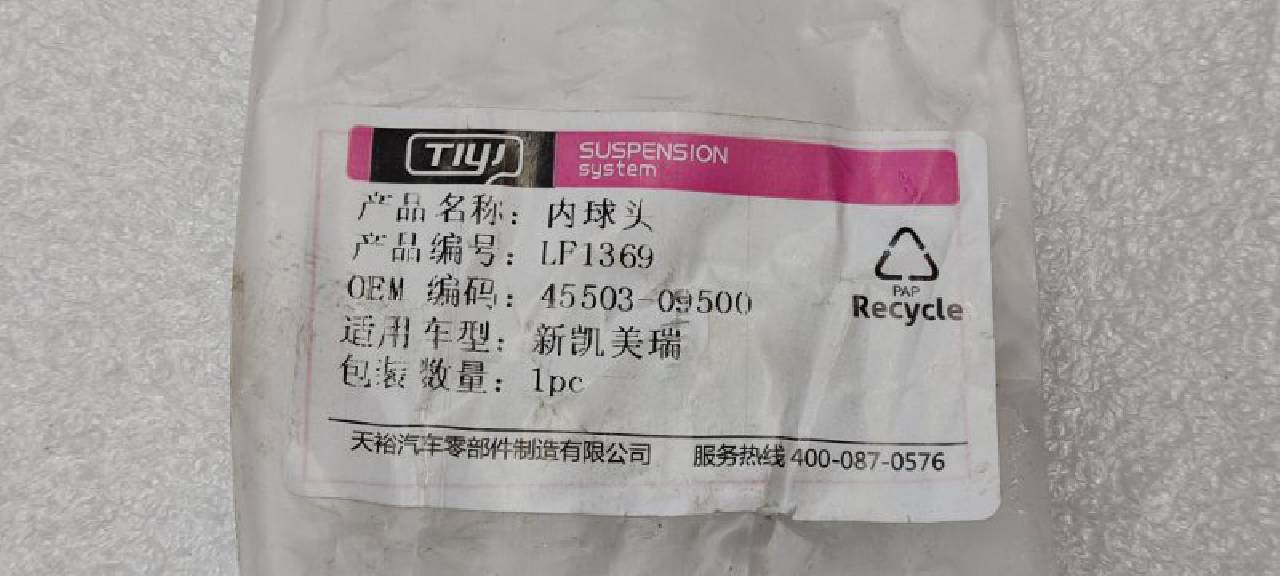 TIYI
SUSPENSION
system
产品名称：内球头
产品编号：LF1369
OEM 编码：45503-09500
适用车型：新凯美瑞
包装数量：1pc
PAP
Recycle
天裕汽车零部件制造有限公司 服务热线 400-087-0576